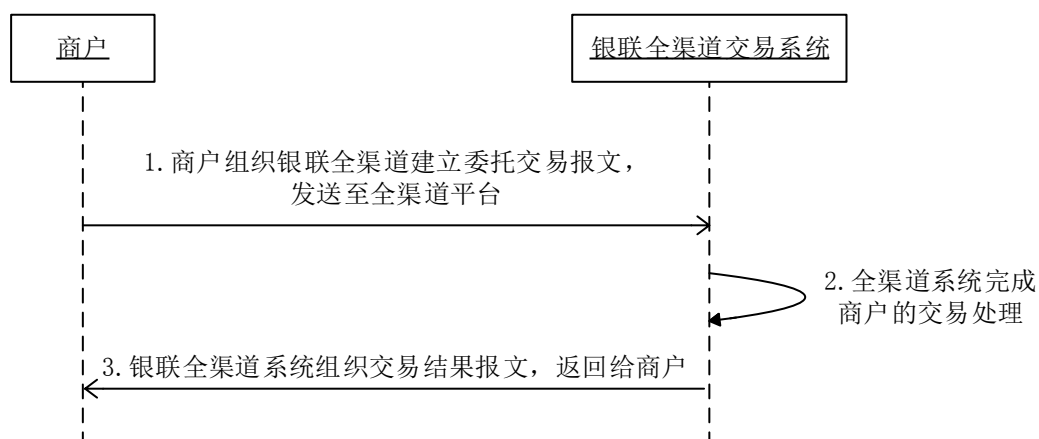 商户
银联全渠道交易系统
1.商户组织银联全渠道建立委托交易报文，
发送至全渠道平台
2.全渠道系统完成
商户的交易处理
3.银联全渠道系统组织交易结果报文，返回给商户